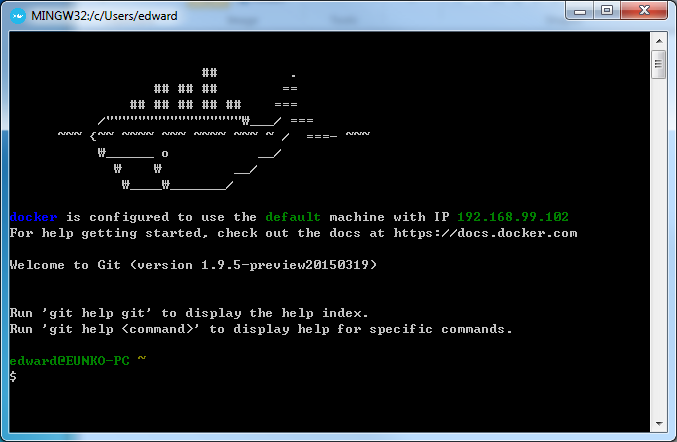 MINGW32:/c/Users/edward
                        ##         .
                  ## ## ##        ==
               ## ## ## ## ##    ===
           /"""""""""""""""""₩___/ ===
      ~~~ {~~ ~~~~ ~~~ ~~~~ ~~~ ~ /  ===- ~~~
           ₩______ o           __/
             ₩    ₩         __/
              ₩____₩_______/
docker is configured to use the default machine with IP 192.168.99.102
For help getting started, check out the docs at https://docs.docker.com
Welcome to Git (version 1.9.5-preview20150319)
Run 'git help git' to display the help index.
Run 'git help <command>' to display help for specific commands.
edward@EUNKO-PC ~
$